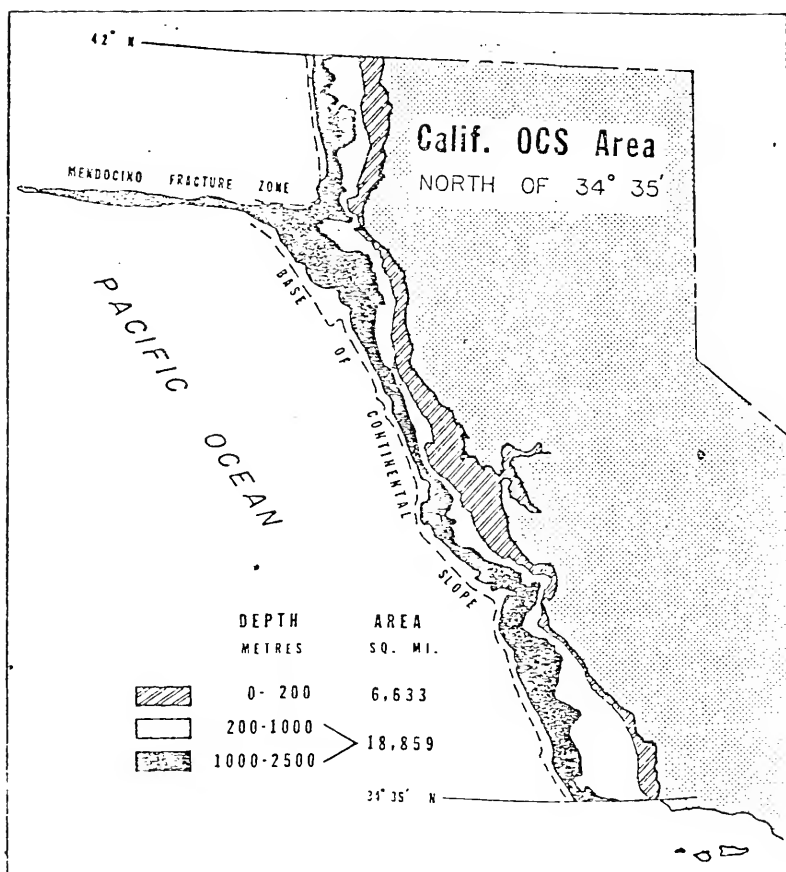 42° N
Calif. OCS Area
NORTH OF 34° 35'
MENDOCINO FRACTURE ZONE
PACIFIC OCEAN
BASE OF CONTINENTAL SLOPE
DEPTH AREA
METRES SQ. MI.
0- 200 6,633
200-1000
18,859
1000-2500
34° 35' N